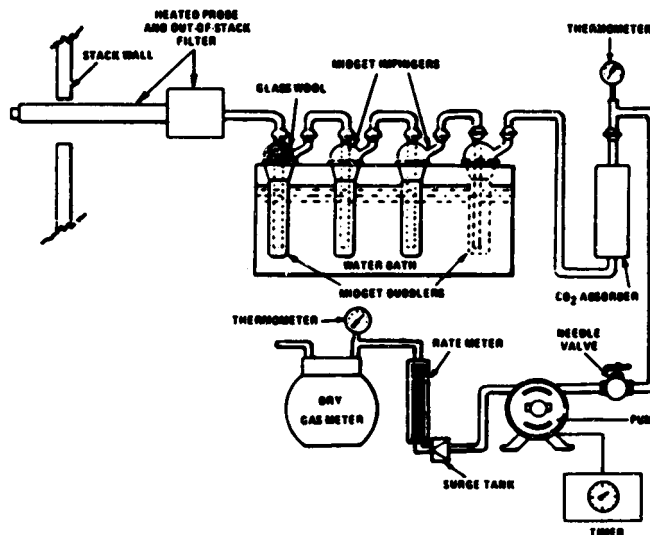 HEATED PROBE
AND OUT-OF-STACK
FILTER
STACK WALL
GLASS WOOL
MIDGET IMPINGERS
THERMOMETER
WATER BATH
MIDGET BUBBLERS
CO₂ ABSORBER
THERMOMETER
RATE METER
NEEDLE
VALVE
DRY
GAS METER
SURGE TANK
TIMER